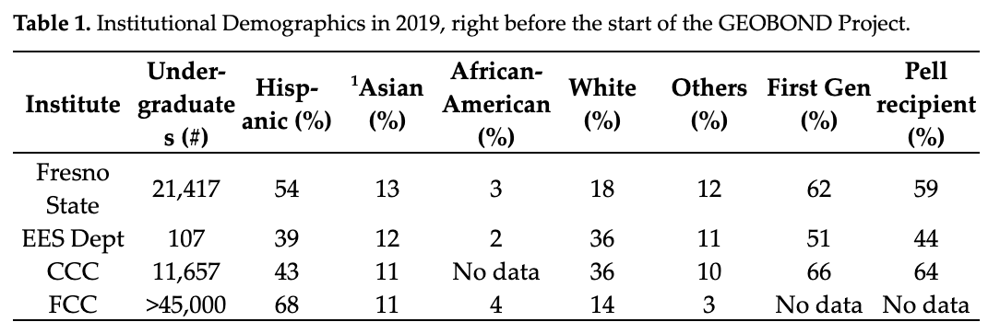 Table 1. Institutional Demographics in 2019, right before the start of the GEOBOND Project.
Institute Under-graduates (#) Hisp-anic (%) ¹Asian (%) African-American (%) White (%) Others (%) First Gen (%) Pell recipient (%)
Fresno State 21,417 54 13 3 18 12 62 59
EES Dept 107 39 12 2 36 11 51 44
CCC 11,657 43 11 No data 36 10 66 64
FCC >45,000 68 11 4 14 3 No data No data